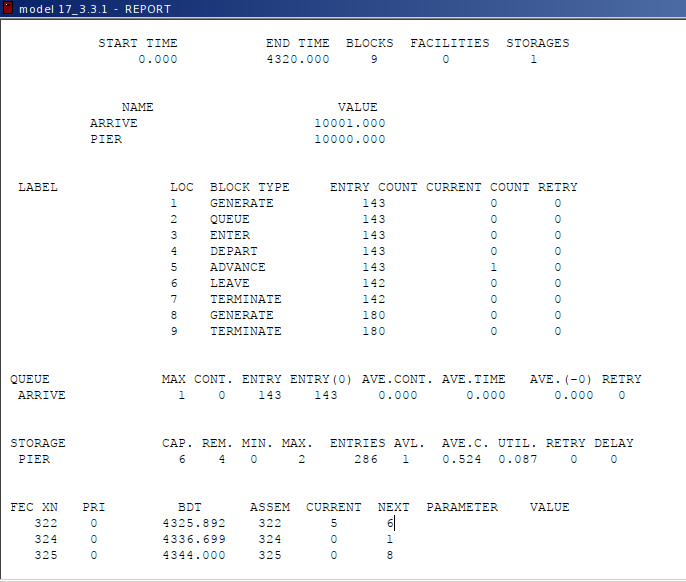 model 17_3.3.1 - REPORT
START TIME END TIME BLOCKS FACILITIES STORAGES
0.000 4320.000 9 0 1
NAME VALUE
ARRIVE 10001.000
PIER 10000.000
LABEL LOC BLOCK TYPE ENTRY COUNT CURRENT COUNT RETRY
1 GENERATE 143 0 0
2 QUEUE 143 0 0
3 ENTER 143 0 0
4 DEPART 143 0 0
5 ADVANCE 143 1 0
6 LEAVE 142 0 0
7 TERMINATE 142 0 0
8 GENERATE 180 0 0
9 TERMINATE 180 0 0
QUEUE MAX CONT. ENTRY ENTRY(0) AVE.CONT. AVE.TIME AVE.(-0) RETRY
ARRIVE 1 0 143 143 0.000 0.000 0.000 0
STORAGE CAP. REM. MIN. MAX. ENTRIES AVL. AVE.C. UTIL. RETRY DELAY
PIER 6 4 0 2 286 1 0.524 0.087 0 0
FEC XN PRI BDT ASSEM CURRENT NEXT PARAMETER VALUE
322 0 4325.892 322 5 6
324 0 4336.699 324 0 1
325 0 4344.000 325 0 8